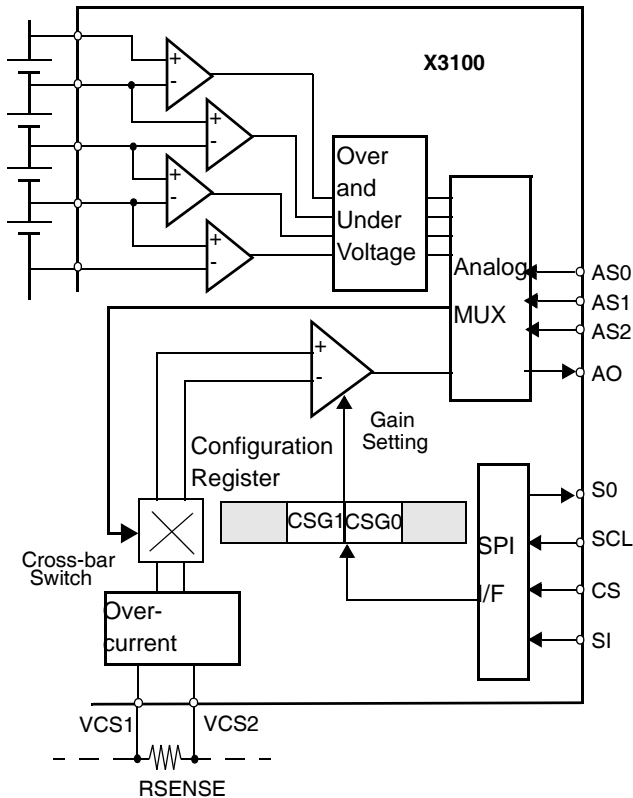 X3100
+
-
+
-
+
-
+
-
Over
and
Under
Voltage
Analog
MUX
AS0
AS1
AS2
AO
+
-
Gain
Setting
Configuration
Register
CSG1
CSG0
Cross-bar
Switch
SPI
I/F
S0
SCL
CS
SI
Over-
current
VCS1
VCS2
RSENSE